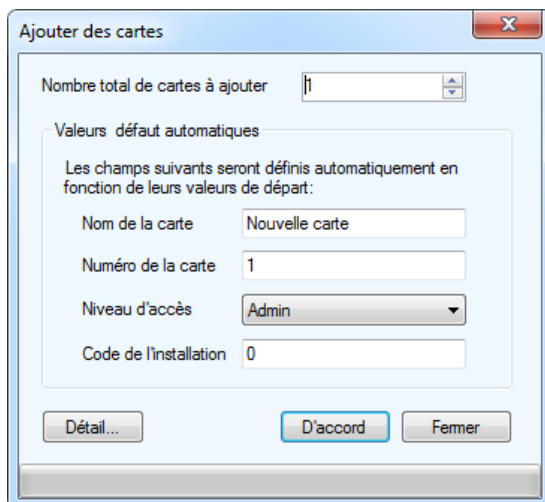 Ajouter des cartes
Nombre total de cartes à ajouter 1
Valeurs défaut automatiques
Les champs suivants seront définis automatiquement en
fonction de leurs valeurs de départ:
Nom de la carte Nouvelle carte
Numéro de la carte 1
Niveau d'accès Admin
Code de l'installation 0
Détail... D'accord Fermer